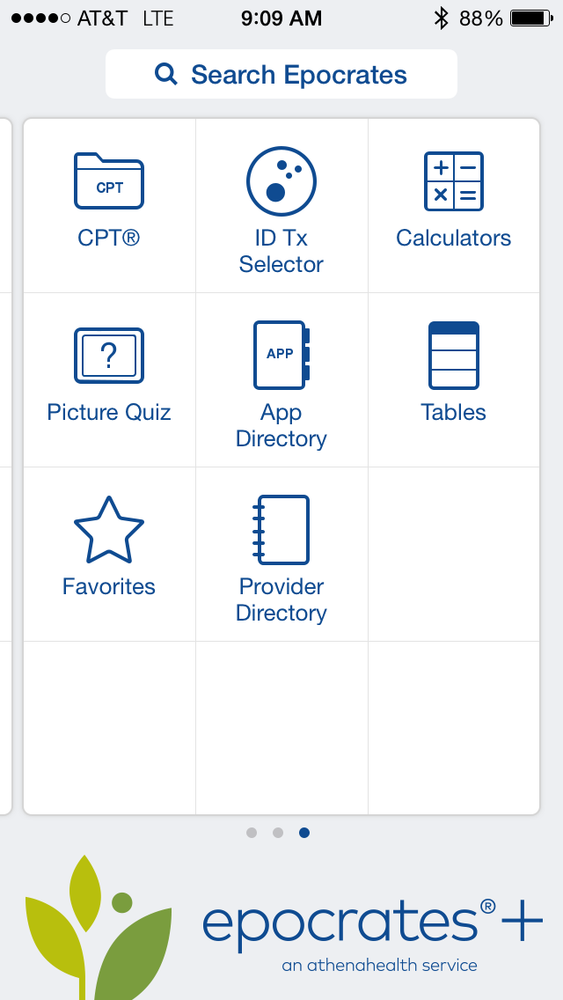 AT&T LTE 9:09 AM 88%
Search Epocrates
CPT
CPT®
ID Tx
Selector
Calculators
?
Picture Quiz
APP
App
Directory
Tables
Favorites
Provider
Directory
epocrates®+
an athenahealth service